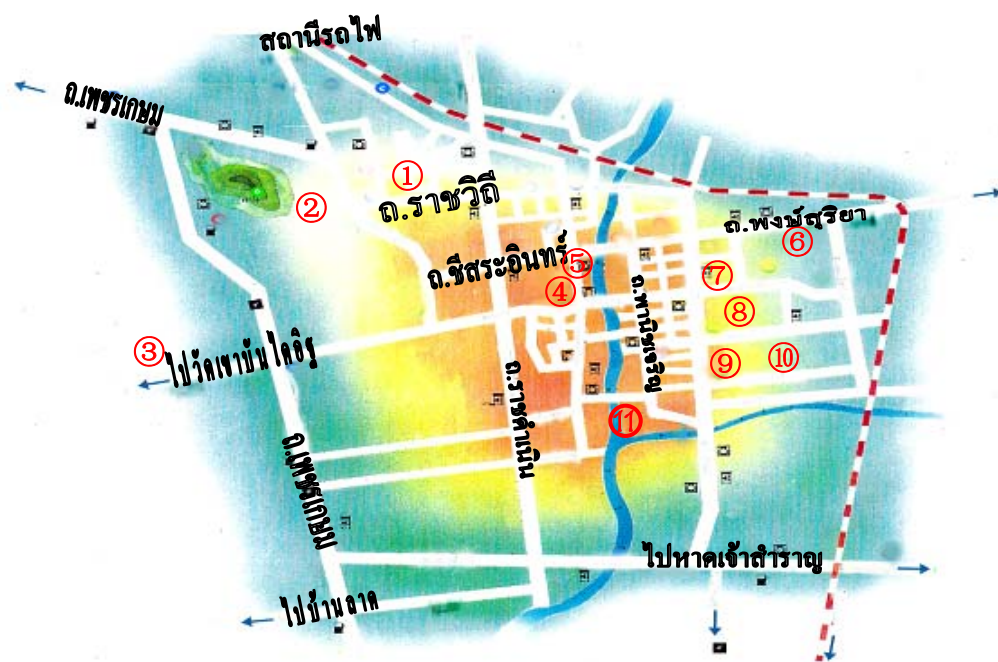 สถานีรถไฟ
ถ.เพชรเกษม
①
②
ถ.ราชวิถี
ถ.พงษ์สุริยา
⑥
ถ.ชีสระอินทร์
⑤
⑦
④
ถ.พานิชเจริญ
⑧
③
ไปวัดเขาบันไดอิฐ
⑨
⑩
ถ.ราชดำเนิน
⑪
ถ.เพชรเกษม
ไปหาดเจ้าสำราญ
ไปบ้านลาด